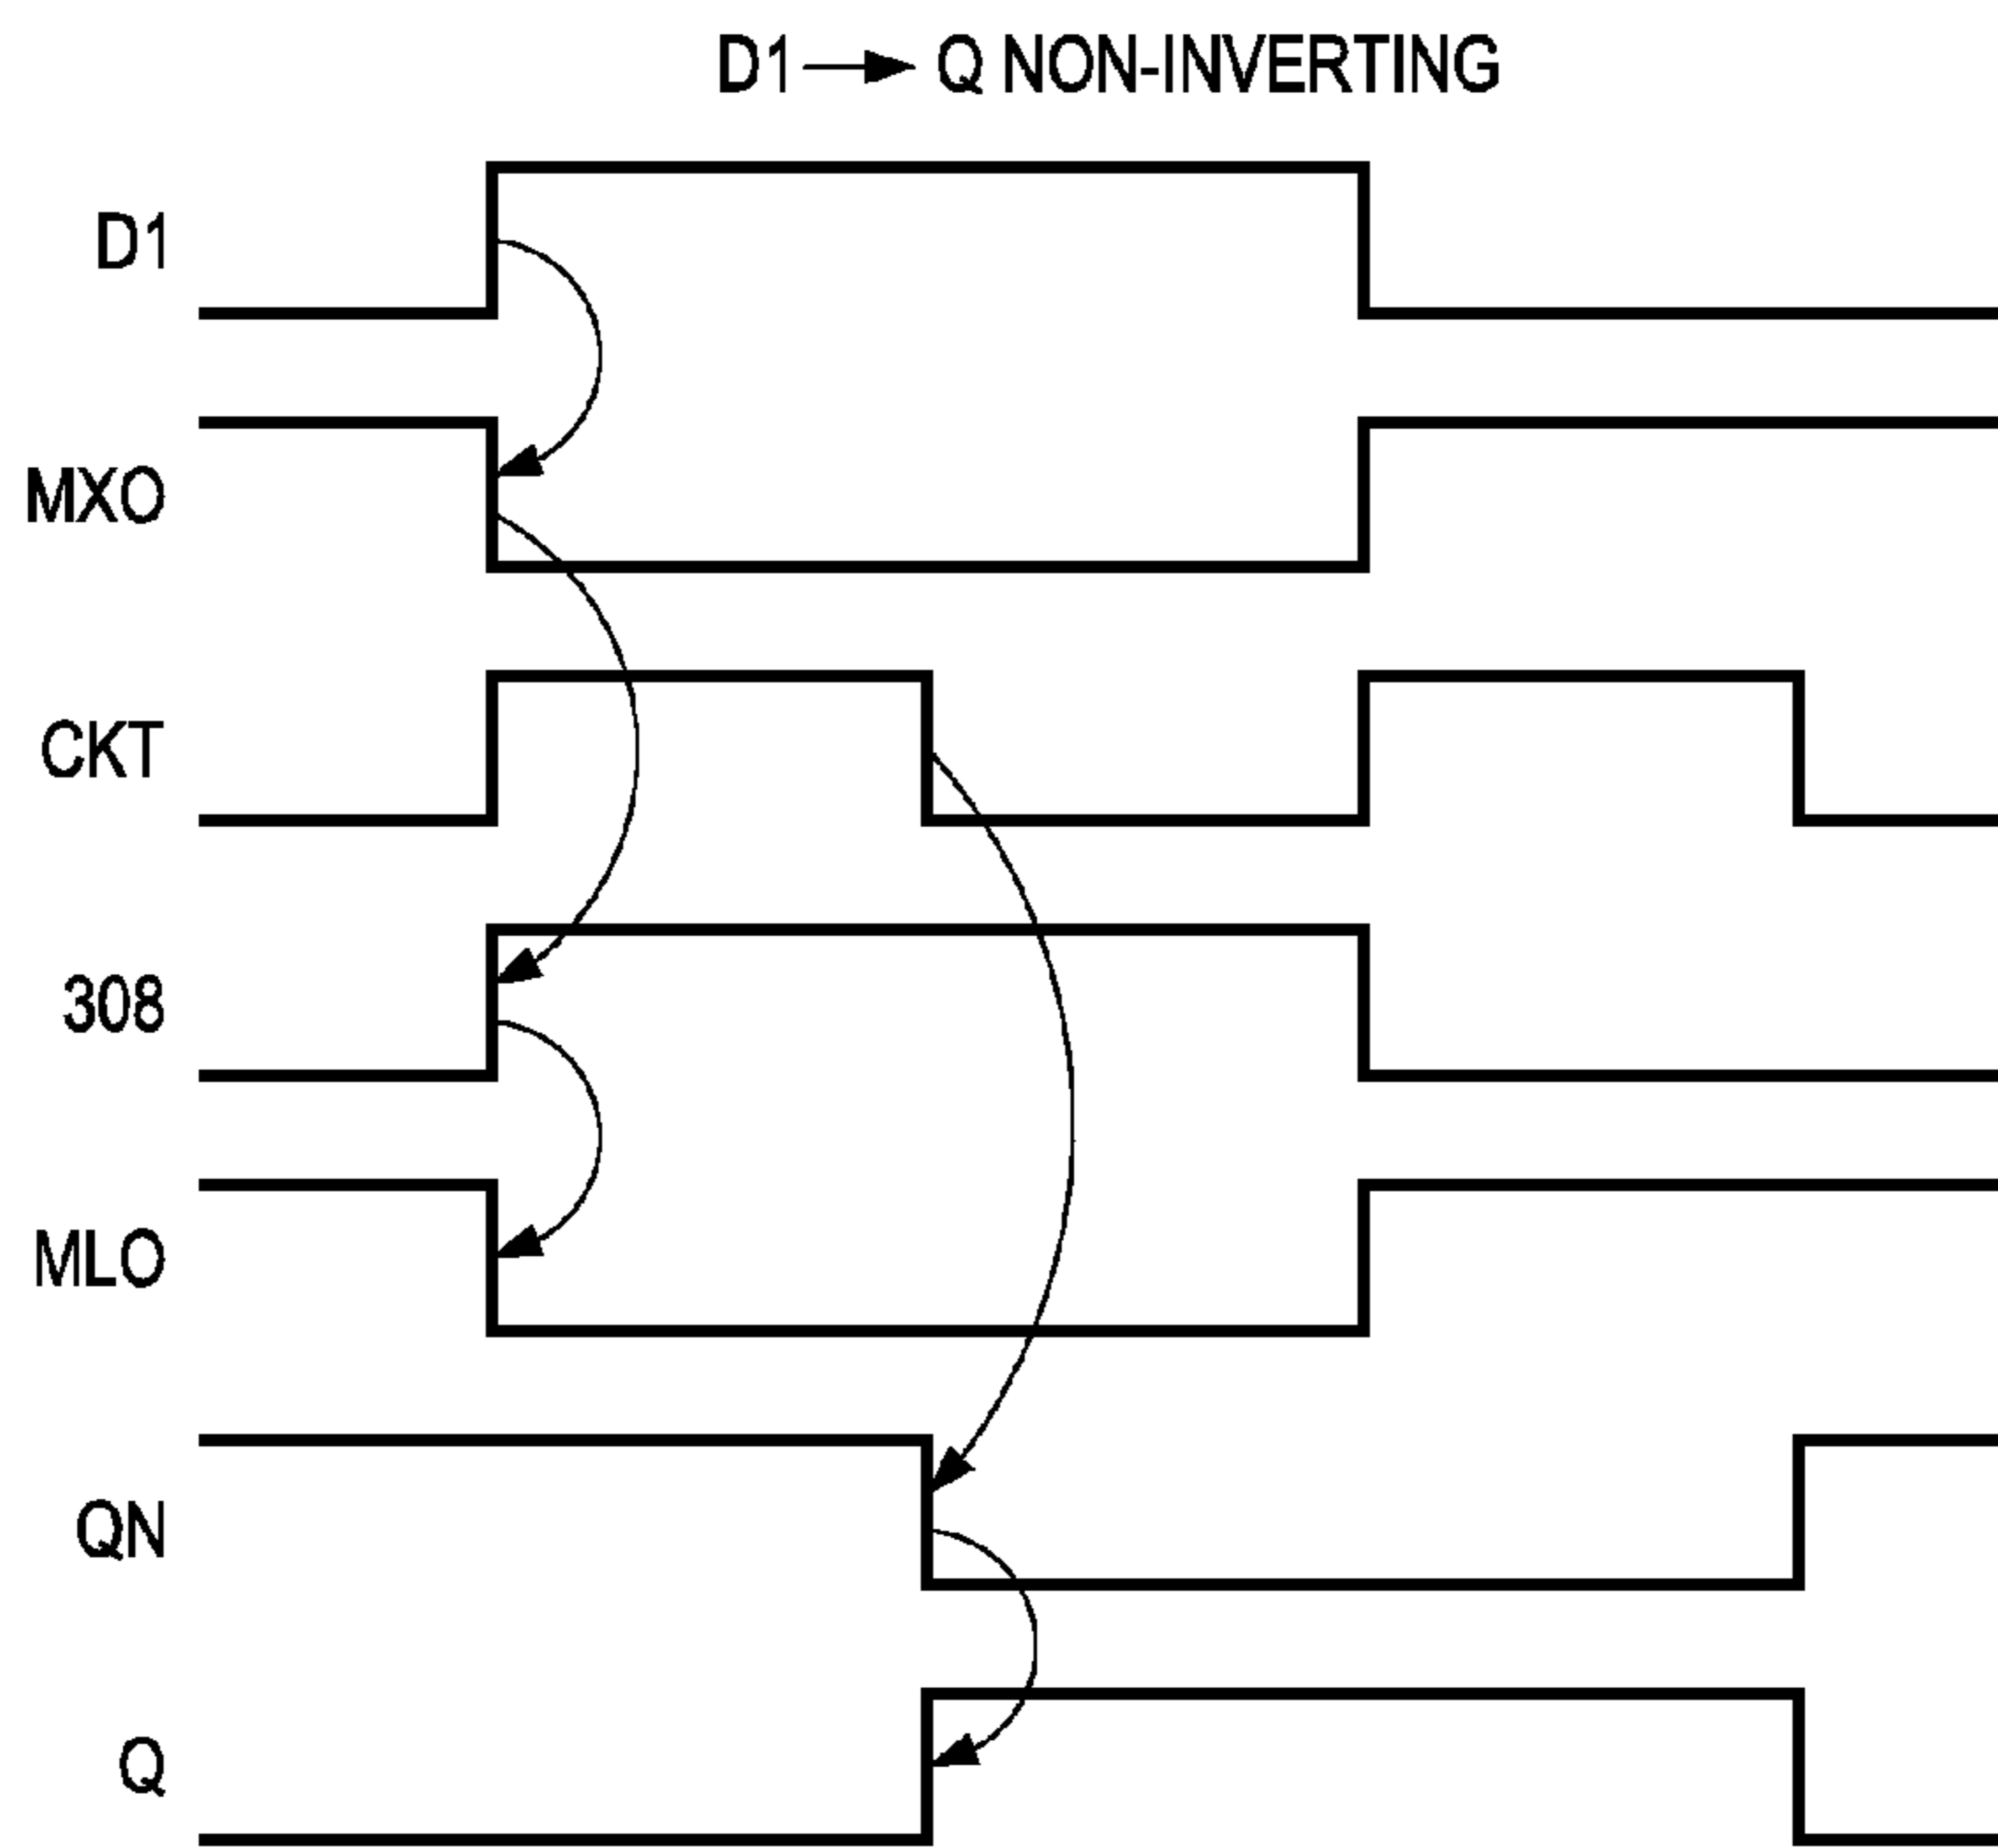 D1 → Q NON-INVERTING
D1
MXO
CKT
308
MLO
QN
Q